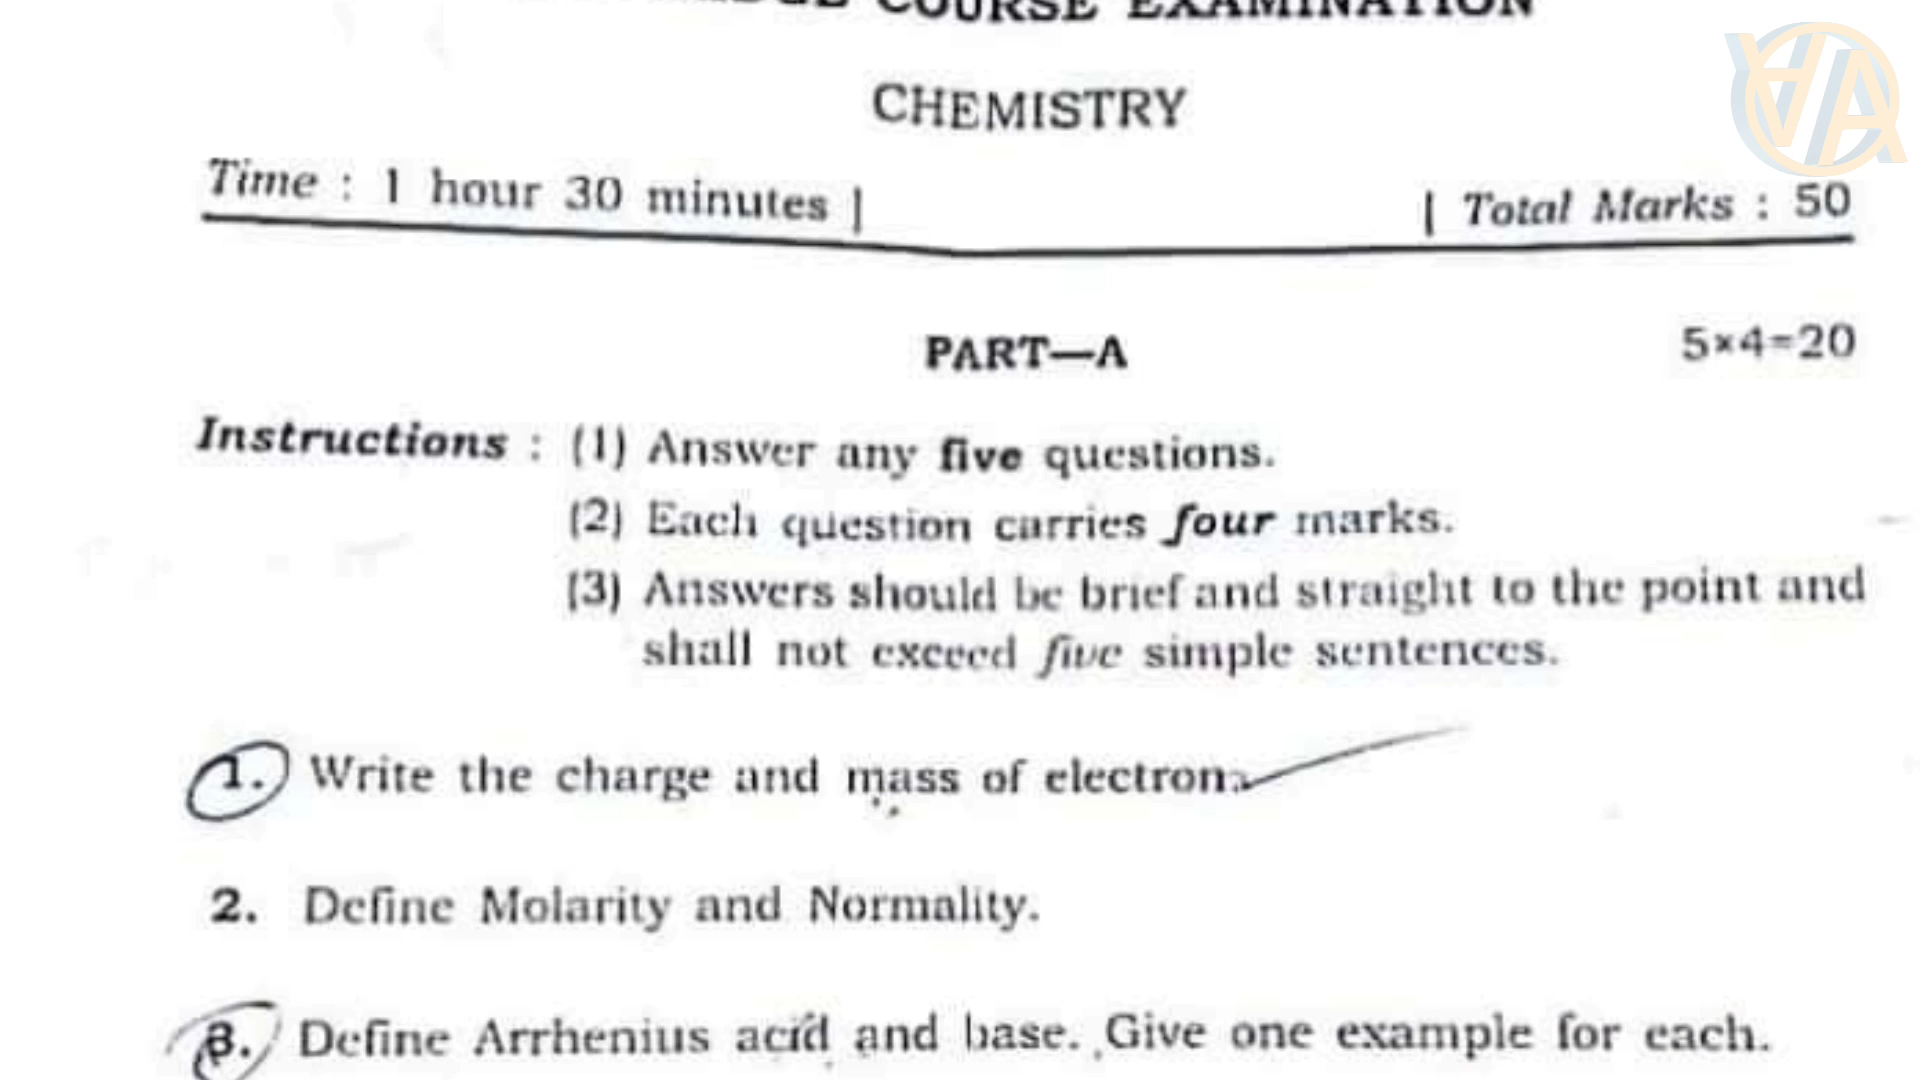 COURSE EXAMINATION
CHEMISTRY
Time : 1 hour 30 minutes ] [ Total Marks : 50
PART—A 5×4=20
Instructions : (1) Answer any five questions.
(2) Each question carries four marks.
(3) Answers should be brief and straight to the point and
shall not exceed five simple sentences.
1. Write the charge and mass of electron.
2. Define Molarity and Normality.
3. Define Arrhenius acid and base. Give one example for each.